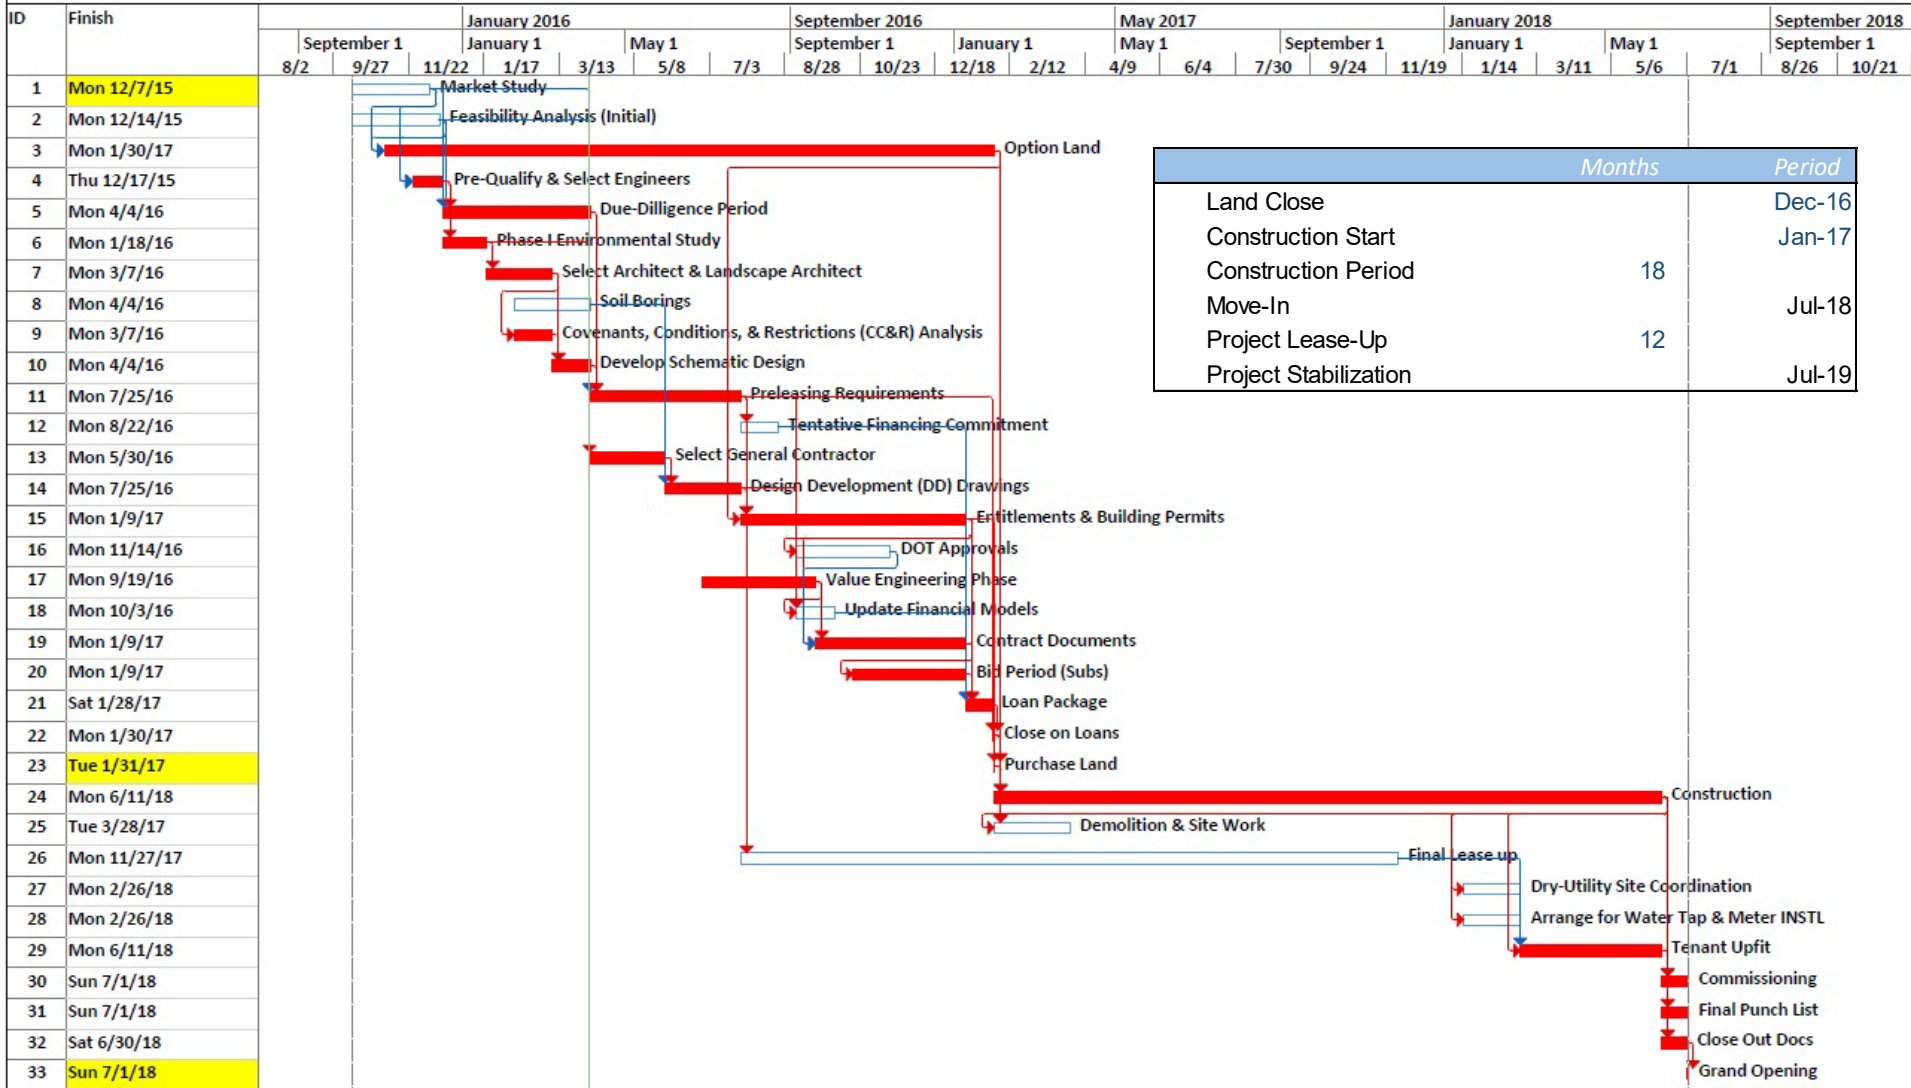 ID Finish January 2016 September 2016 May 2017 January 2018 September 2018
September 1 January 1 May 1 September 1 January 1 May 1 September 1 January 1 May 1 September 1
8/2 9/27 11/22 1/17 3/13 5/8 7/3 8/28 10/23 12/18 2/12 4/9 6/4 7/30 9/24 11/19 1/14 3/11 5/6 7/1 8/26 10/21
1 Mon 12/7/15 Market Study
2 Mon 12/14/15 Feasibility Analysis (Initial)
3 Mon 1/30/17 Option Land
4 Thu 12/17/15 Pre-Qualify & Select Engineers
5 Mon 4/4/16 Due-Dilligence Period
6 Mon 1/18/16 Phase I Environmental Study
7 Mon 3/7/16 Select Architect & Landscape Architect
8 Mon 4/4/16 Soil Borings
9 Mon 3/7/16 Covenants, Conditions, & Restrictions (CC&R) Analysis
10 Mon 4/4/16 Develop Schematic Design
11 Mon 7/25/16 Preleasing Requirements
12 Mon 8/22/16 Tentative Financing Commitment
13 Mon 5/30/16 Select General Contractor
14 Mon 7/25/16 Design Development (DD) Drawings
15 Mon 1/9/17 Entitlements & Building Permits
16 Mon 11/14/16 DOT Approvals
17 Mon 9/19/16 Value Engineering Phase
18 Mon 10/3/16 Update Financial Models
19 Mon 1/9/17 Contract Documents
20 Mon 1/9/17 Bid Period (Subs)
21 Sat 1/28/17 Loan Package
22 Mon 1/30/17 Close on Loans
23 Tue 1/31/17 Purchase Land
24 Mon 6/11/18 Construction
25 Tue 3/28/17 Demolition & Site Work
26 Mon 11/27/17 Final Lease up
27 Mon 2/26/18 Dry-Utility Site Coordination
28 Mon 2/26/18 Arrange for Water Tap & Meter INSTL
29 Mon 6/11/18 Tenant Upfit
30 Sun 7/1/18 Commissioning
31 Sun 7/1/18 Final Punch List
32 Sat 6/30/18 Close Out Docs
33 Sun 7/1/18 Grand Opening
Months Period
Land Close Dec-16
Construction Start Jan-17
Construction Period 18
Move-In Jul-18
Project Lease-Up 12
Project Stabilization Jul-19